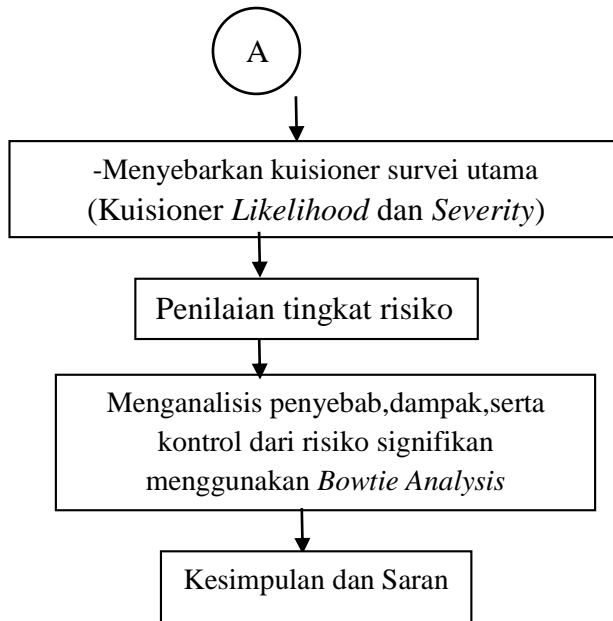 A
-Menyebarkan kuisioner survei utama
(Kuisioner Likelihood dan Severity)
Penilaian tingkat risiko
Menganalisis penyebab,dampak,serta
kontrol dari risiko signifikan
menggunakan Bowtie Analysis
Kesimpulan dan Saran